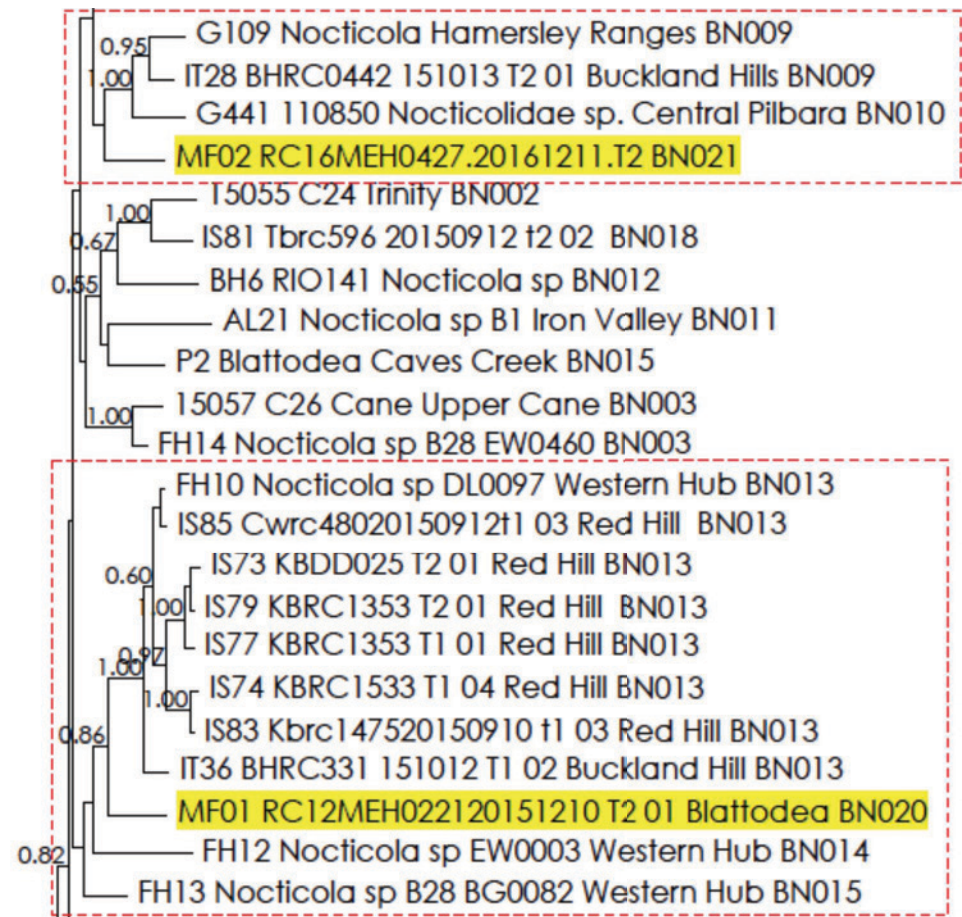 0.95
G109 Nocticola Hamersley Ranges BN009
1.00
IT28 BHRC0442 151013 T2 01 Buckland Hills BN009
G441 110850 Nocticolidae sp. Central Pilbara BN010
MF02 RC16MEH0427.20161211.T2 BN021
1.00
T5055 C24 Trinity BN002
0.67
IS81 Tbrc596 20150912 t2 02 BN018
0.55
BH6 RIO141 Nocticola sp BN012
AL21 Nocticola sp B1 Iron Valley BN011
P2 Blattodea Caves Creek BN015
1.00
15057 C26 Cane Upper Cane BN003
FH14 Nocticola sp B28 EW0460 BN003
FH10 Nocticola sp DL0097 Western Hub BN013
IS85 Cwrc48020150912t1 03 Red Hill BN013
0.60
IS73 KBDD025 T2 01 Red Hill BN013
1.00
IS79 KBRC1353 T2 01 Red Hill BN013
IS77 KBRC1353 T1 01 Red Hill BN013
1.00
0.97
1.00
IS74 KBRC1533 T1 04 Red Hill BN013
IS83 Kbrc147520150910 t1 03 Red Hill BN013
0.86
IT36 BHRC331 151012 T1 02 Buckland Hill BN013
MF01 RC12MEH022120151210 T2 01 Blattodea BN020
0.82
FH12 Nocticola sp EW0003 Western Hub BN014
FH13 Nocticola sp B28 BG0082 Western Hub BN015